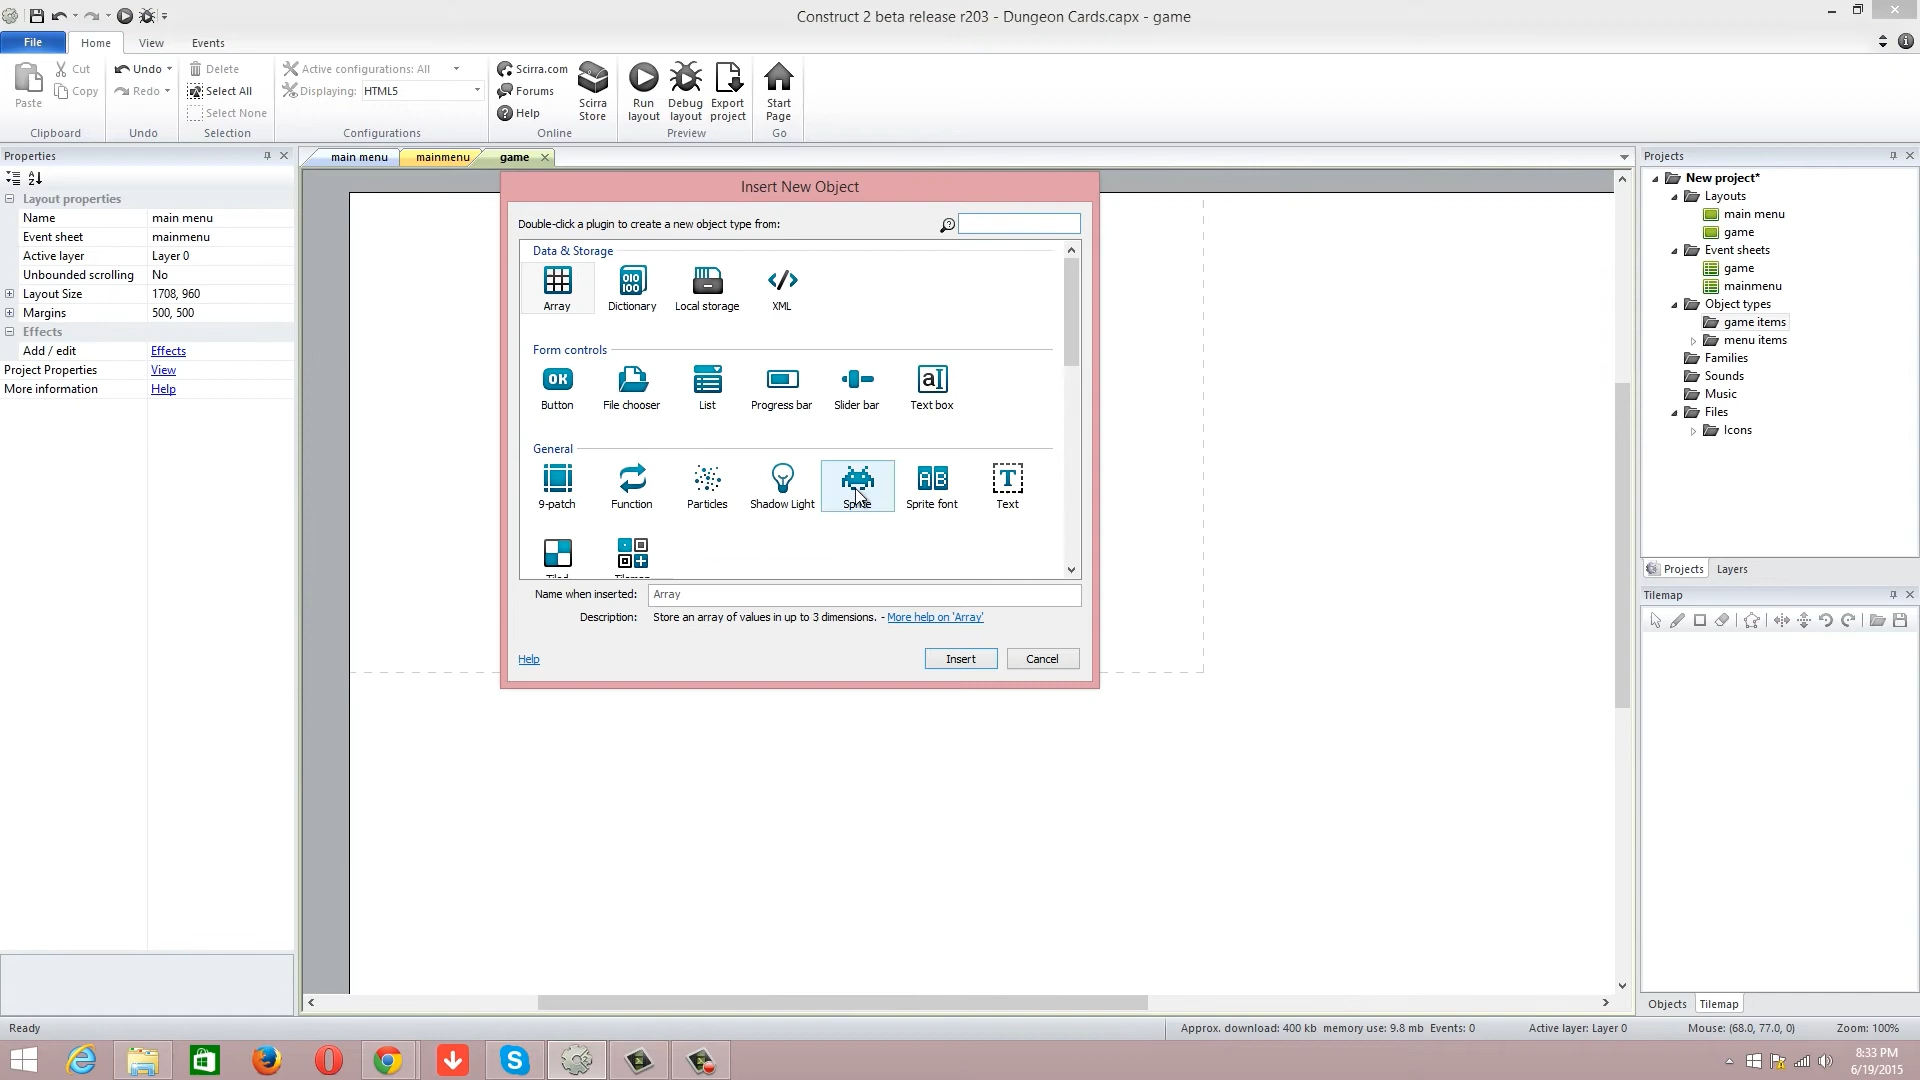 Construct 2 beta release r203 - Dungeon Cards.capx - game
File Home View Events
Paste Cut Copy Clipboard
Undo Redo Undo
Delete Select All Select None Selection
Active configurations: All
Displaying: HTML5
Configurations
Scirra.com Forums Help Scirra Store Online
Run layout Debug layout Export project Preview
Start Page Go
Properties
Layout properties
Name main menu
Event sheet mainmenu
Active layer Layer 0
Unbounded scrolling No
Layout Size 1708, 960
Margins 500, 500
Effects
Add / edit Effects
Project Properties View
More information Help
main menu mainmenu game
Insert New Object
Double-click a plugin to create a new object type from:
Data & Storage
Array Dictionary Local storage XML
Form controls
Button File chooser List Progress bar Slider bar Text box
General
9-patch Function Particles Shadow Light Sprite Sprite font Text
Name when inserted: Array
Description: Store an array of values in up to 3 dimensions. - More help on 'Array'
Help Insert Cancel
Projects
New project*
Layouts
main menu
game
Event sheets
game
mainmenu
Object types
game items
menu items
Families
Sounds
Music
Files
Icons
Projects Layers
Tilemap
Objects Tilemap
Ready Approx. download: 400 kb memory use: 9.8 mb Events: 0 Active layer: Layer 0 Mouse: (68.0, 77.0, 0) Zoom: 100%
8:33 PM
6/19/2015